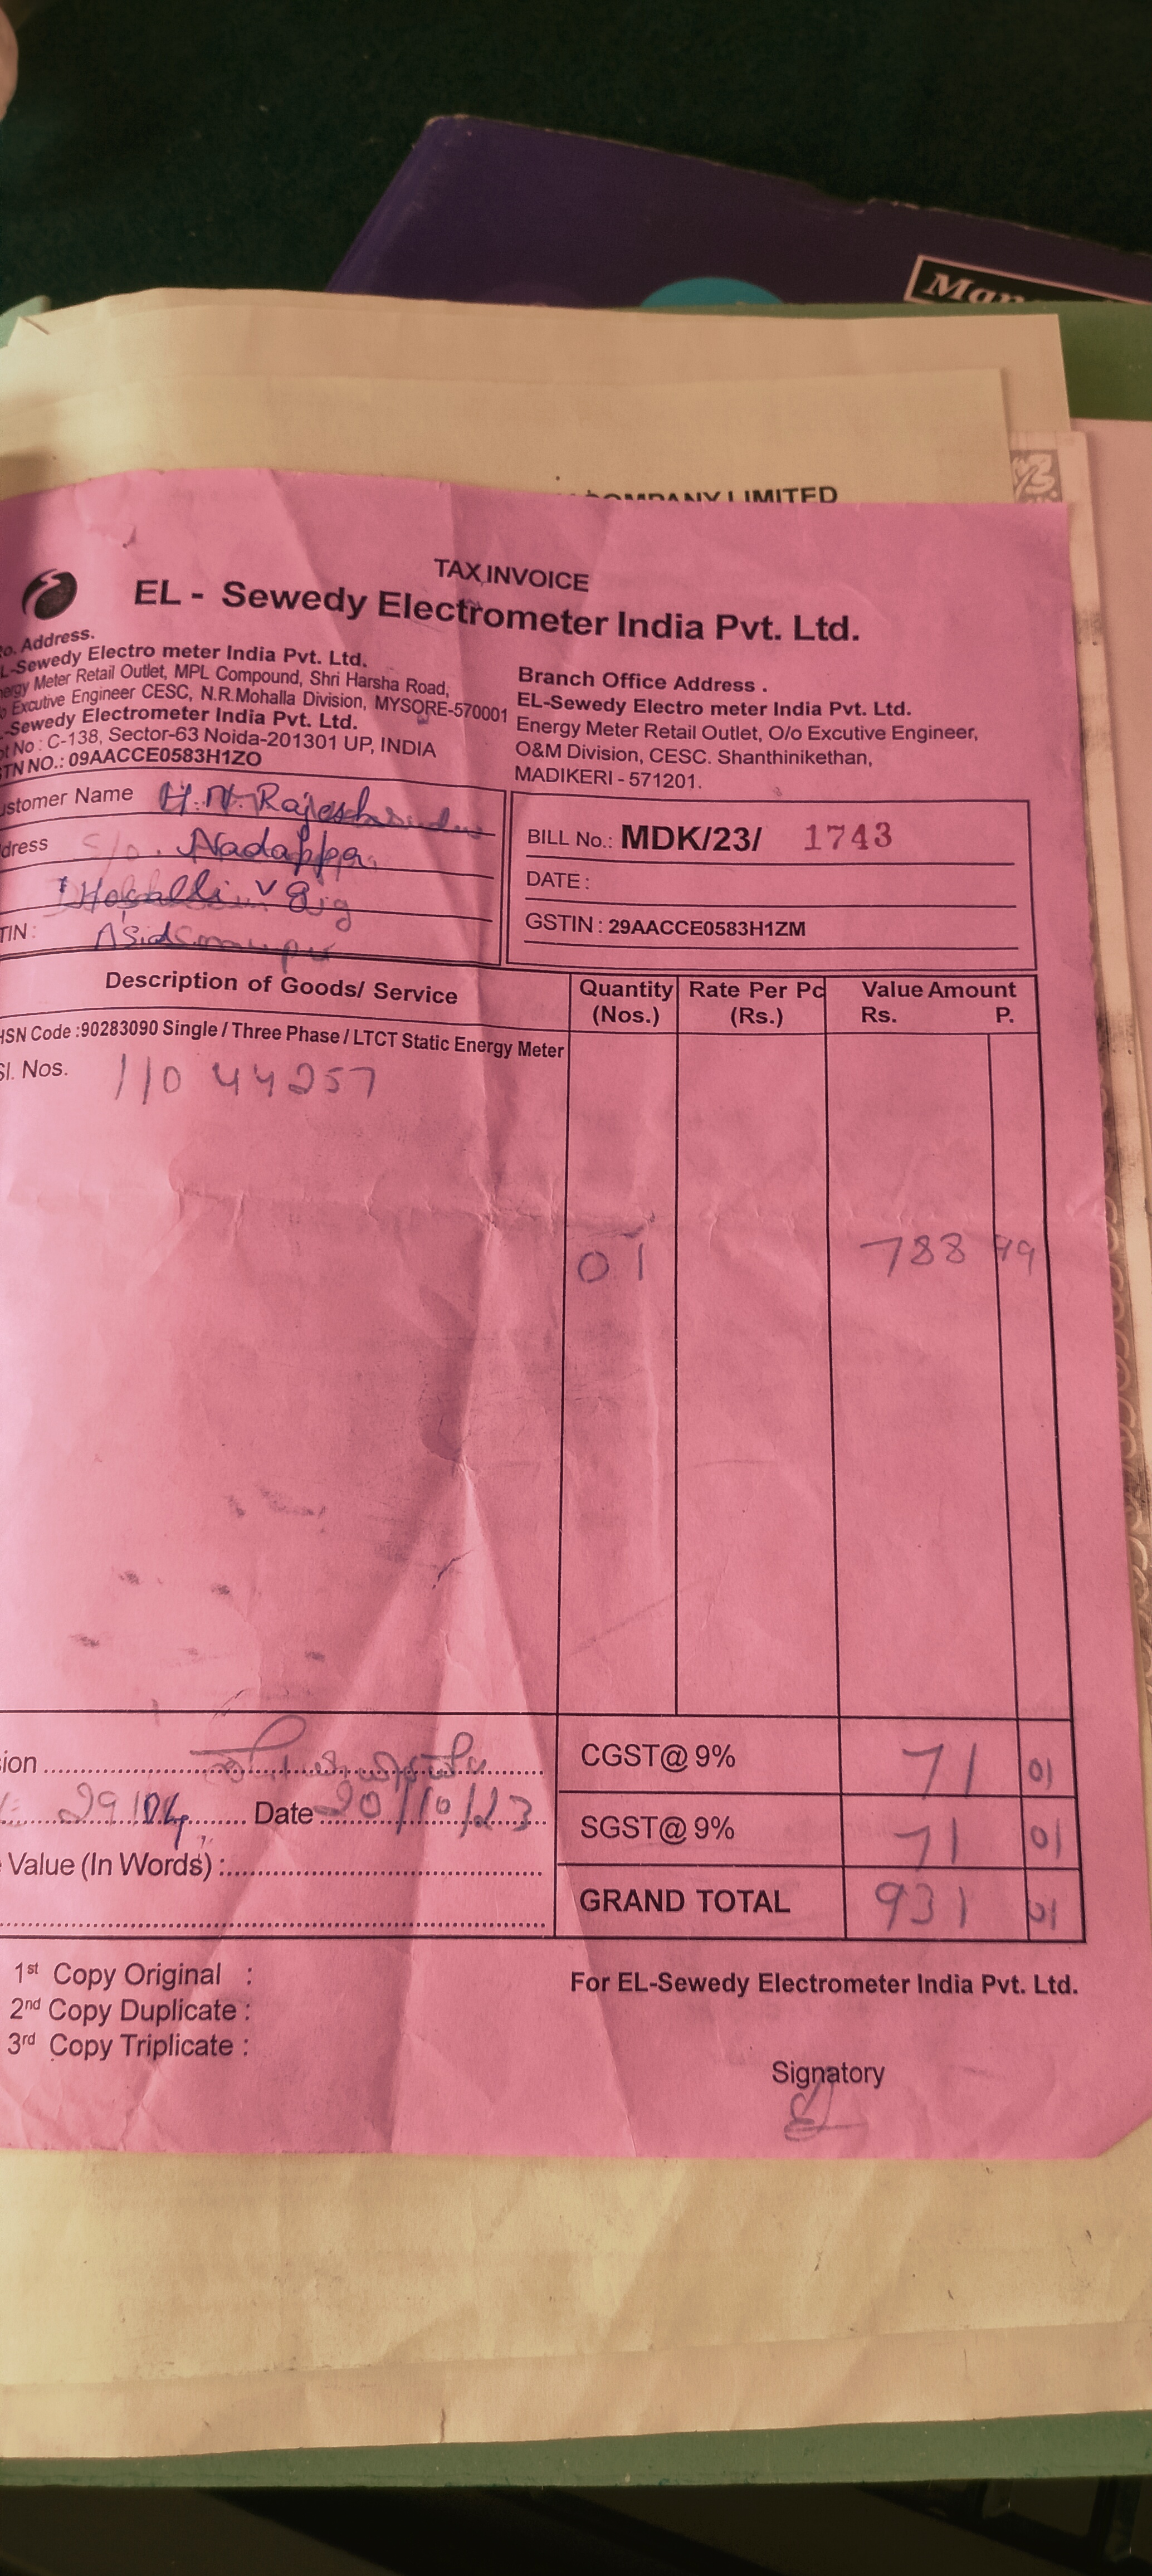 Man
COMPANY LIMITED
TAX INVOICE
EL - Sewedy Electrometer India Pvt. Ltd.
o. Address.
L-Sewedy Electro meter India Pvt. Ltd.
ergy Meter Retail Outlet, MPL Compound, Shri Harsha Road,
o Excutive Engineer CESC, N.R.Mohalla Division, MYSORE-570001
-Sewedy Electrometer India Pvt. Ltd.
ot No : C-138, Sector-63 Noida-201301 UP, INDIA
TN NO.: 09AACCE0583H1ZO
Branch Office Address .
EL-Sewedy Electro meter India Pvt. Ltd.
Energy Meter Retail Outlet, O/o Excutive Engineer,
O&M Division, CESC. Shanthinikethan,
MADIKERI - 571201.
ustomer Name H.N. 
dress S/o. Nadappa
TIN :
BILL No.: MDK/23/ 1743
DATE :
GSTIN : 29AACCE0583H1ZM
Description of Goods/ Service Quantity (Nos.) Rate Per Pc (Rs.) Value Amount Rs. P.
HSN Code :90283090 Single / Three Phase / LTCT Static Energy Meter
Sl. Nos. 110 44257
01 788 99
ion
CGST@ 9% 71 01
29/04 Date 20/10/23
SGST@ 9% 71 01
Value (In Words) :
GRAND TOTAL 931 01
1st Copy Original :
2nd Copy Duplicate :
3rd Copy Triplicate :
For EL-Sewedy Electrometer India Pvt. Ltd.
Signatory